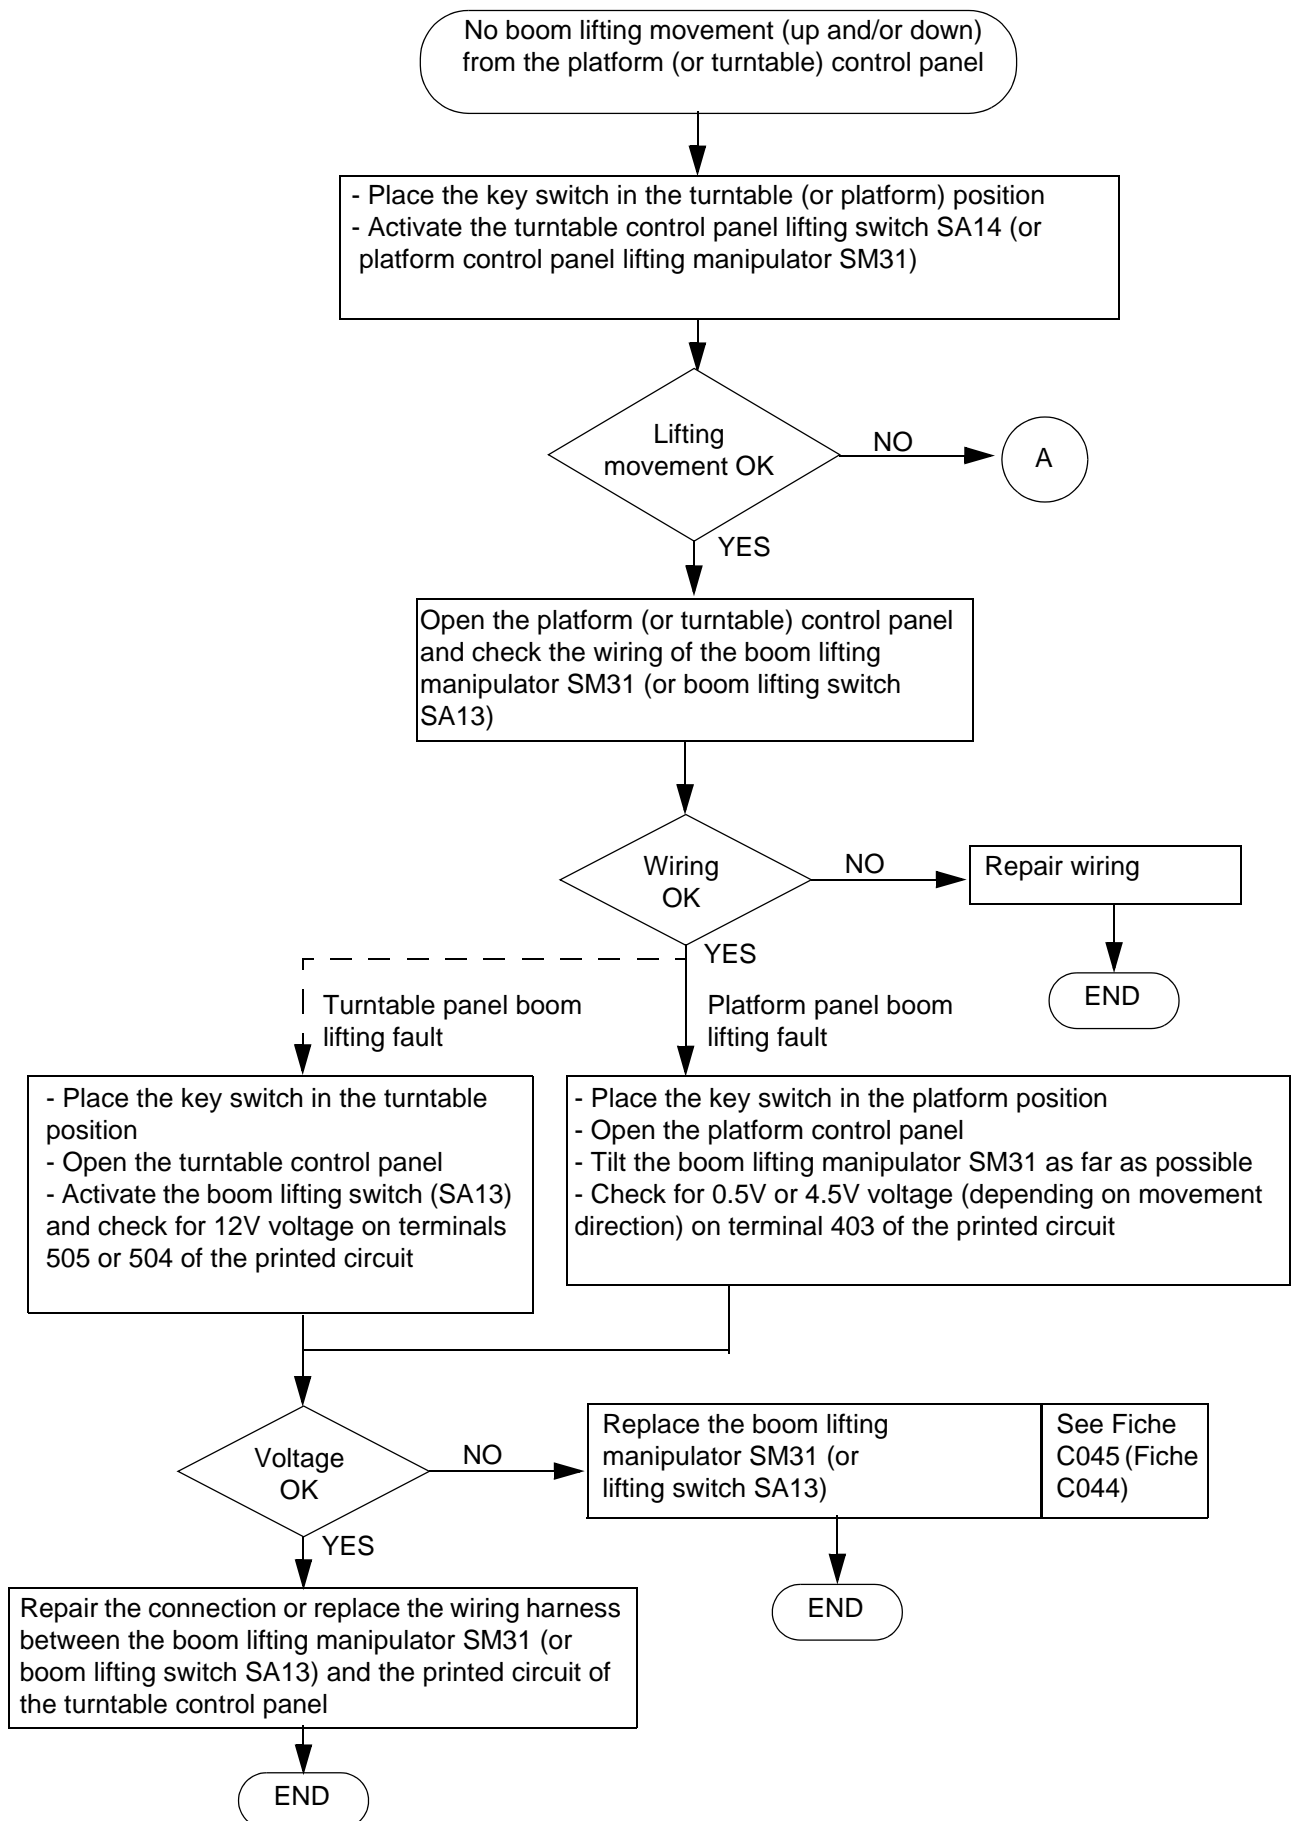 No boom lifting movement (up and/or down)
from the platform (or turntable) control panel
- Place the key switch in the turntable (or platform) position
- Activate the turntable control panel lifting switch SA14 (or
platform control panel lifting manipulator SM31)
Lifting
movement OK
NO
A
YES
Open the platform (or turntable) control panel
and check the wiring of the boom lifting
manipulator SM31 (or boom lifting switch
SA13)
Wiring
OK
NO
Repair wiring
YES
END
Turntable panel boom
lifting fault
Platform panel boom
lifting fault
- Place the key switch in the turntable
position
- Open the turntable control panel
- Activate the boom lifting switch (SA13)
and check for 12V voltage on terminals
505 or 504 of the printed circuit
- Place the key switch in the platform position
- Open the platform control panel
- Tilt the boom lifting manipulator SM31 as far as possible
- Check for 0.5V or 4.5V voltage (depending on movement
direction) on terminal 403 of the printed circuit
Voltage
OK
NO
Replace the boom lifting
manipulator SM31 (or
lifting switch SA13)
See Fiche
C045 (Fiche
C044)
YES
END
Repair the connection or replace the wiring harness
between the boom lifting manipulator SM31 (or
boom lifting switch SA13) and the printed circuit of
the turntable control panel
END